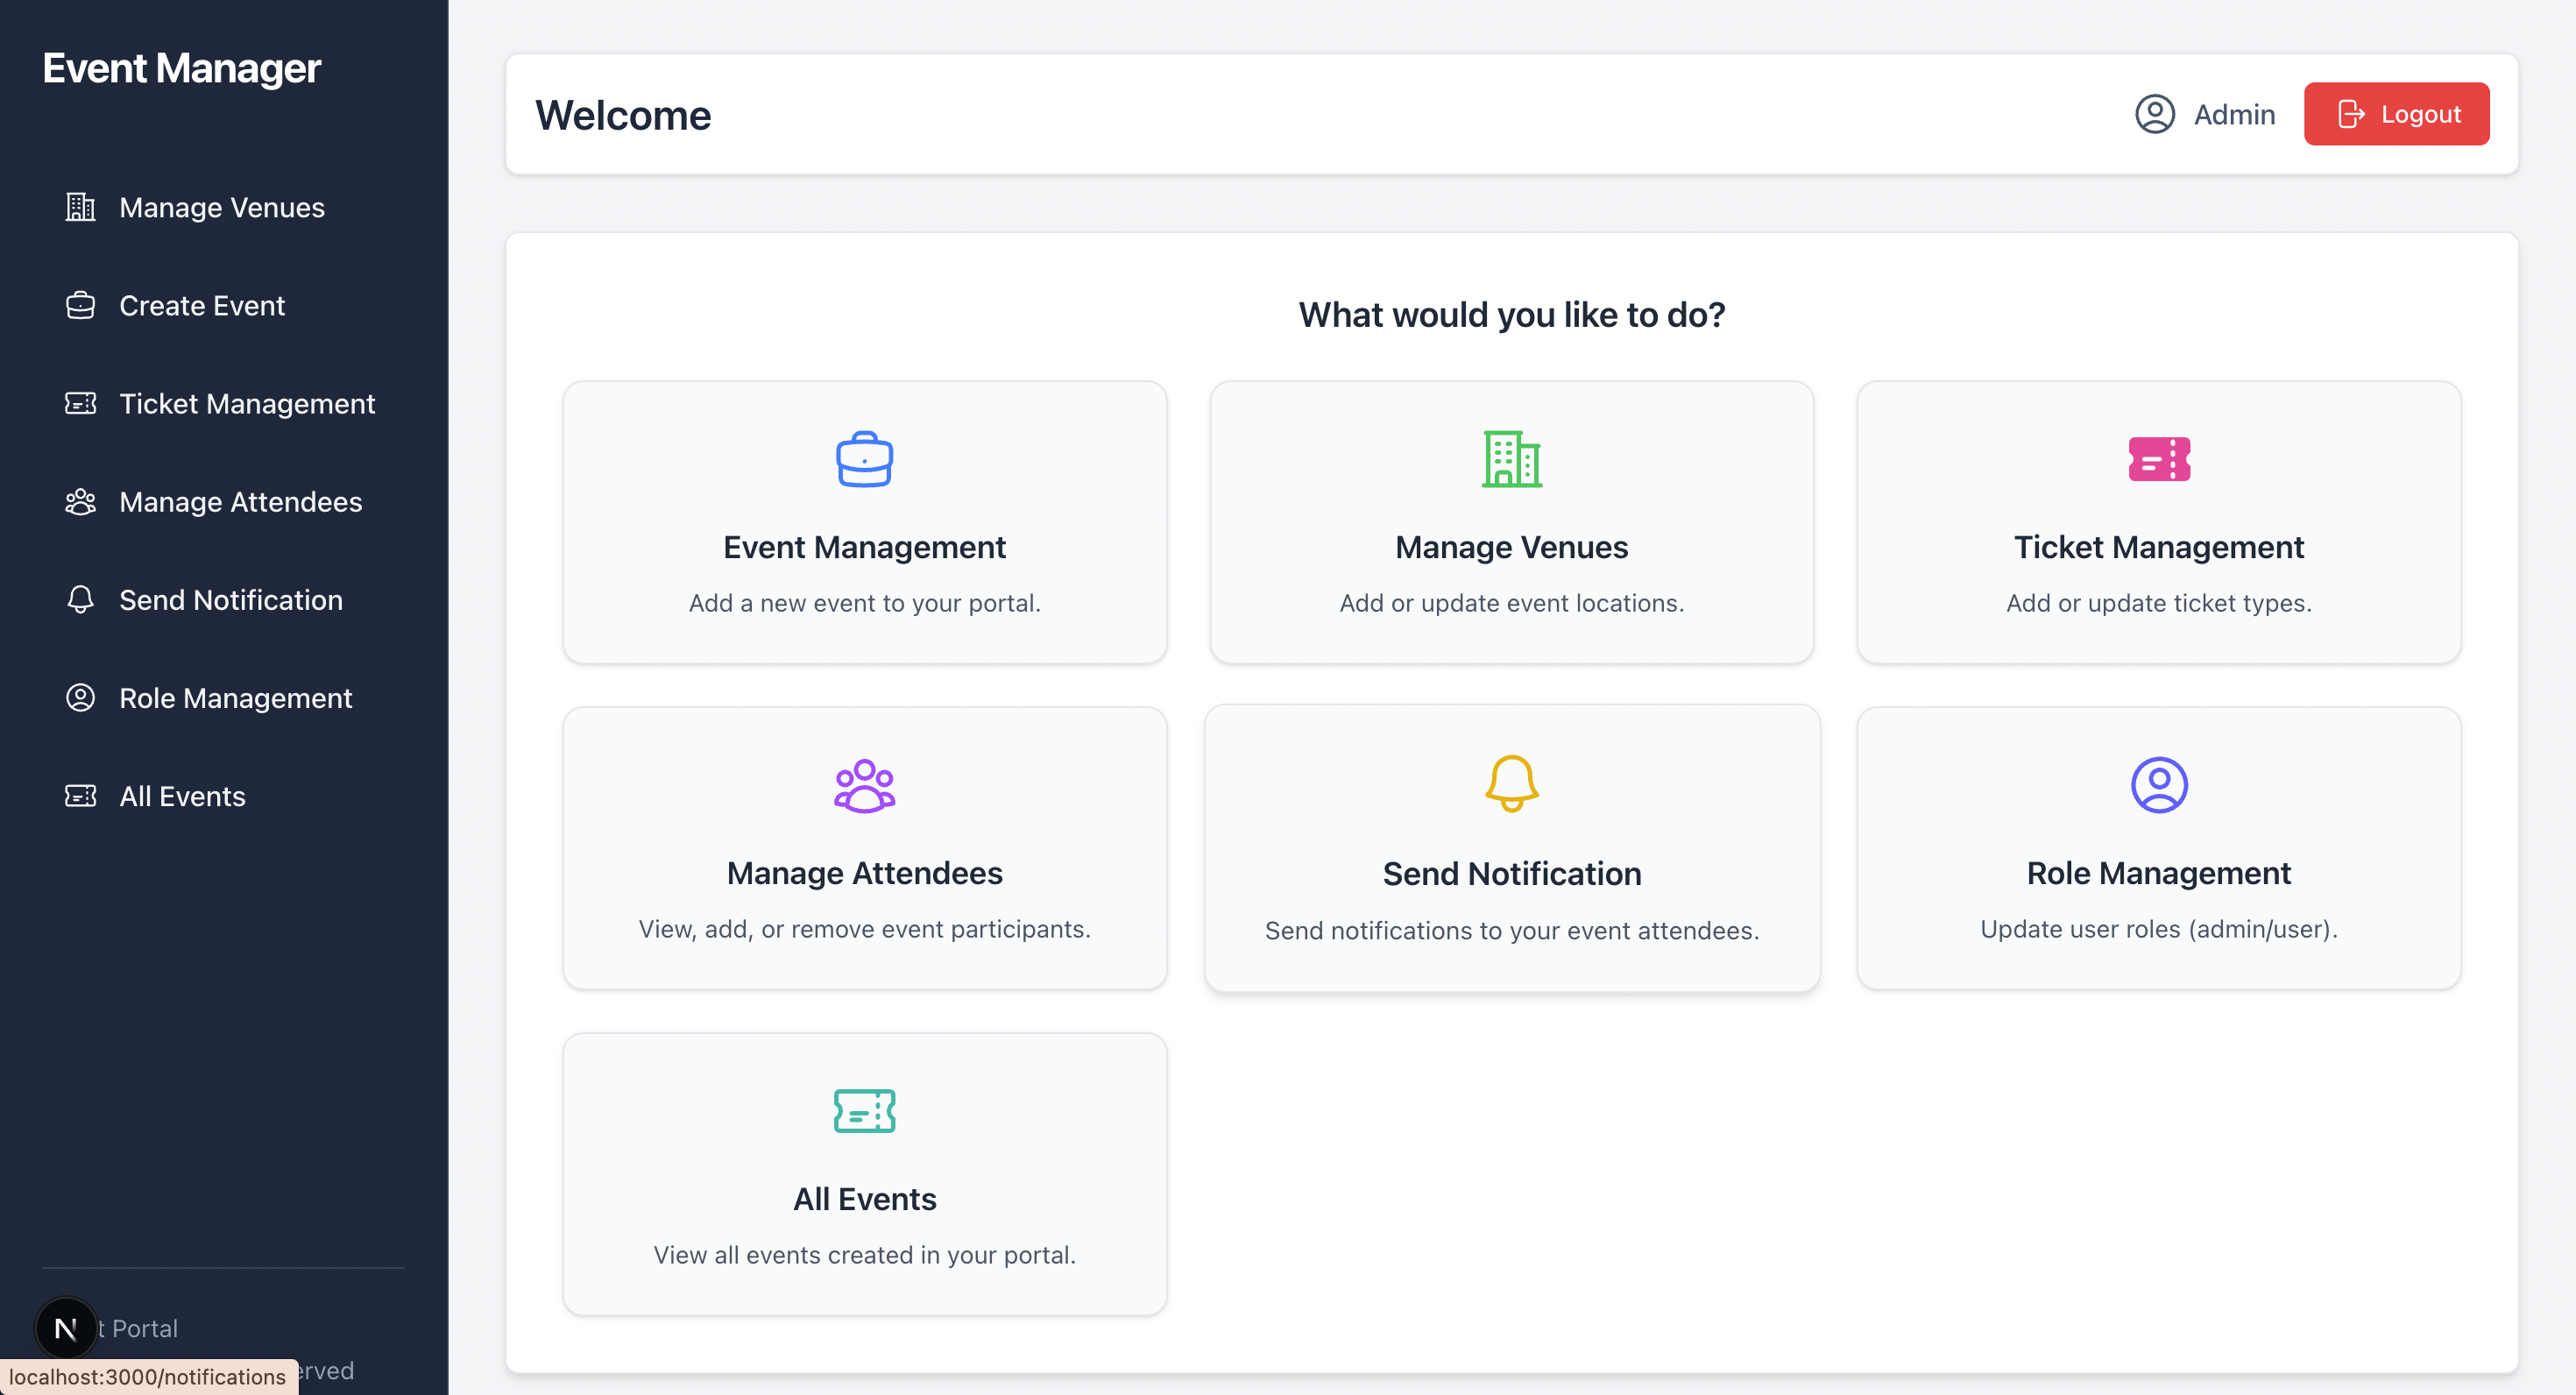 Event Manager
Manage Venues
Create Event
Ticket Management
Manage Attendees
Send Notification
Role Management
All Events
N
t Portal
erved
localhost:3000/notifications
Welcome
Admin
Logout
What would you like to do?
Event Management
Add a new event to your portal.
Manage Venues
Add or update event locations.
Ticket Management
Add or update ticket types.
Manage Attendees
View, add, or remove event participants.
Send Notification
Send notifications to your event attendees.
Role Management
Update user roles (admin/user).
All Events
View all events created in your portal.